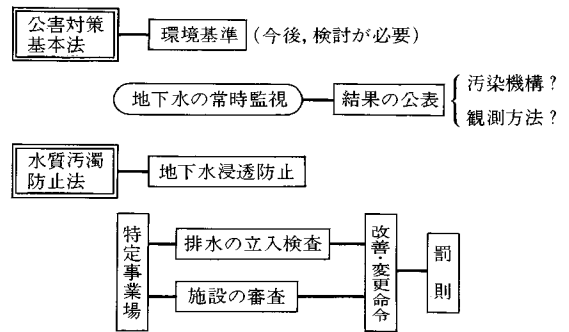 公害対策
基本法
環境基準
(今後,検討が必要)
地下水の常時監視
結果の公表
汚染機構?
観測方法?
水質汚濁
防止法
地下水浸透防止
特定事業場
排水の立入検査
施設の審査
改善・変更命令
罰則